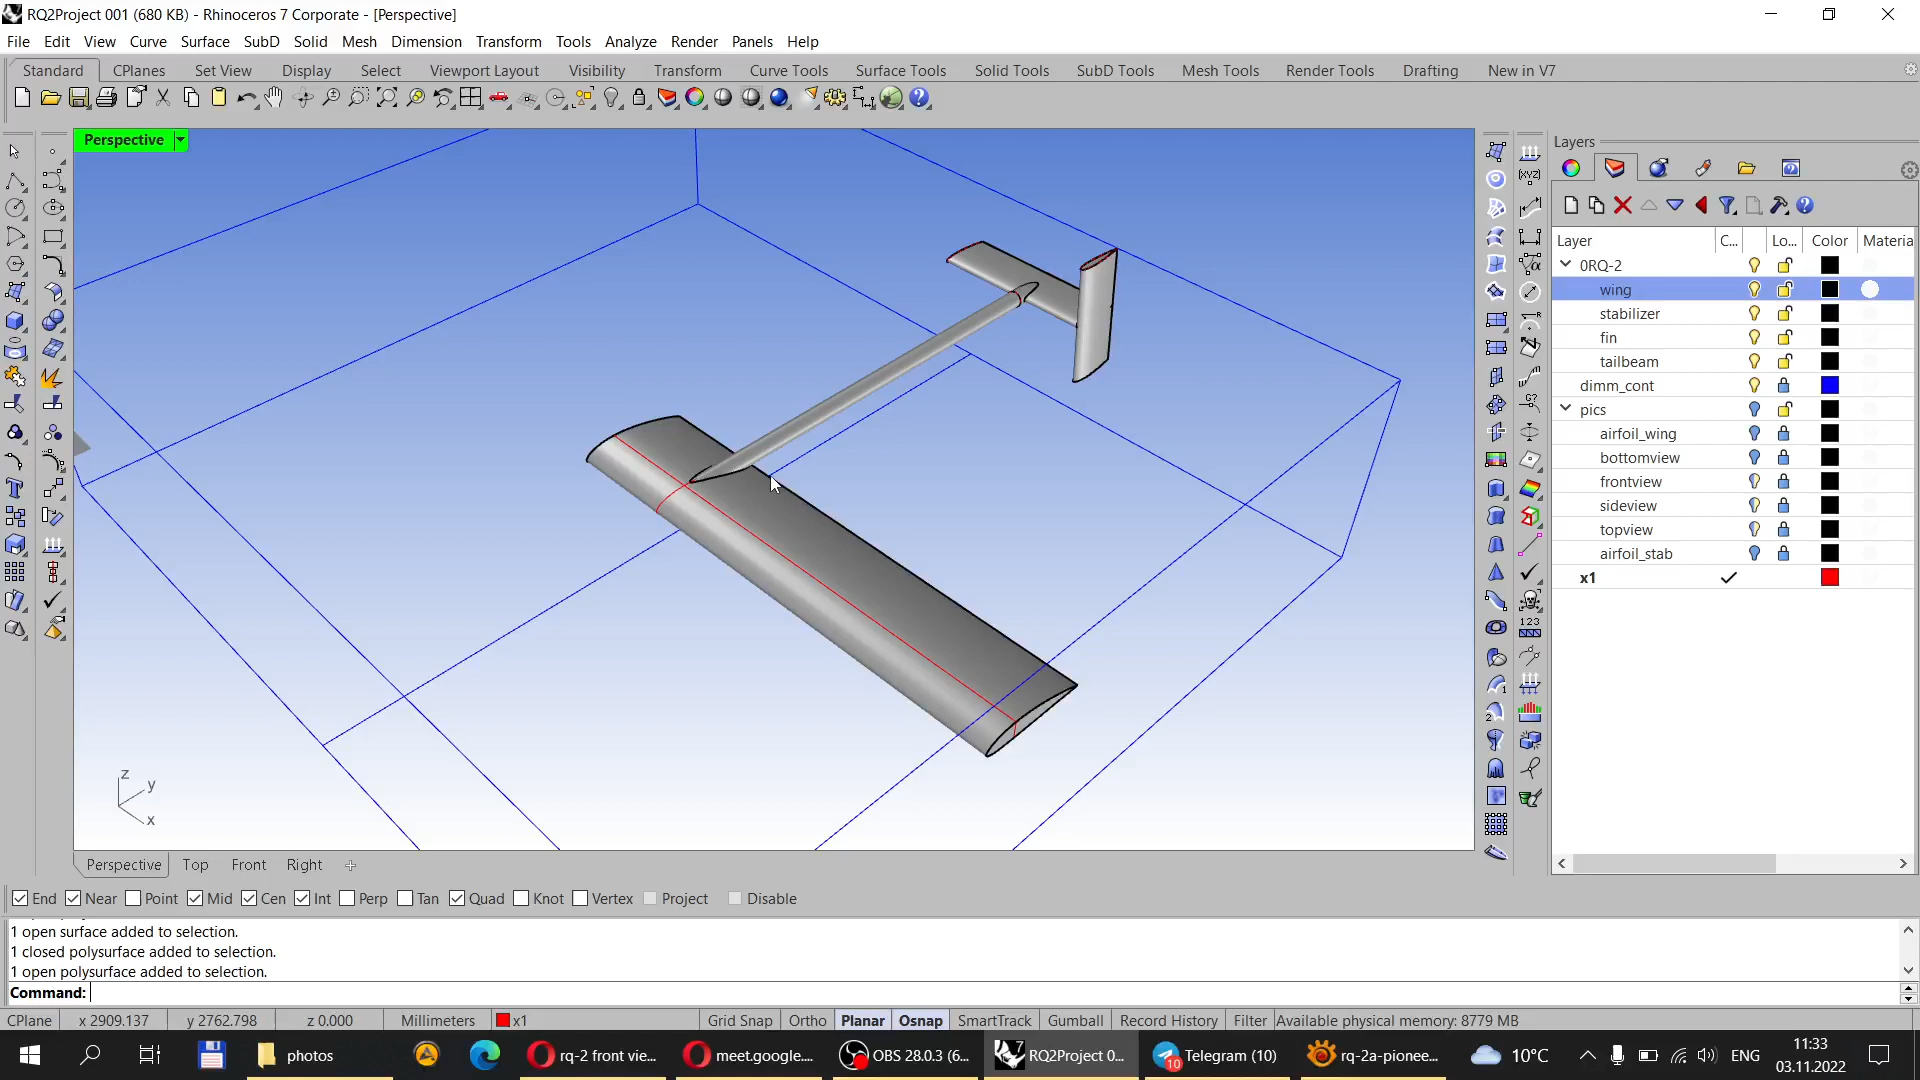 RQ2Project 001 (680 KB) - Rhinoceros 7 Corporate - [Perspective]
File Edit View Curve Surface SubD Solid Mesh Dimension Transform Tools Analyze Render Panels Help
Standard CPlanes Set View Display Select Viewport Layout Visibility Transform Curve Tools Surface Tools Solid Tools SubD Tools Mesh Tools Render Tools Drafting New in V7
Perspective
Layers
Layer C... Lo... Color Materia
0RQ-2
wing
stabilizer
fin
tailbeam
dimm_cont
pics
airfoil_wing
bottomview
frontview
sideview
topview
airfoil_stab
x1
z
y
x
Perspective Top Front Right
End Near Point Mid Cen Int Perp Tan Quad Knot Vertex Project Disable
1 open surface added to selection.
1 closed polysurface added to selection.
1 open polysurface added to selection.
Command:
CPlane x 2909.137 y 2762.798 z 0.000 Millimeters x1 Grid Snap Ortho Planar Osnap SmartTrack Gumball Record History Filter Available physical memory: 8779 MB
photos rq-2 front vie... meet.google.... OBS 28.0.3 (6... RQ2Project 0... Telegram (10) rq-2a-pionee... 10°C ENG 11:33
03.11.2022